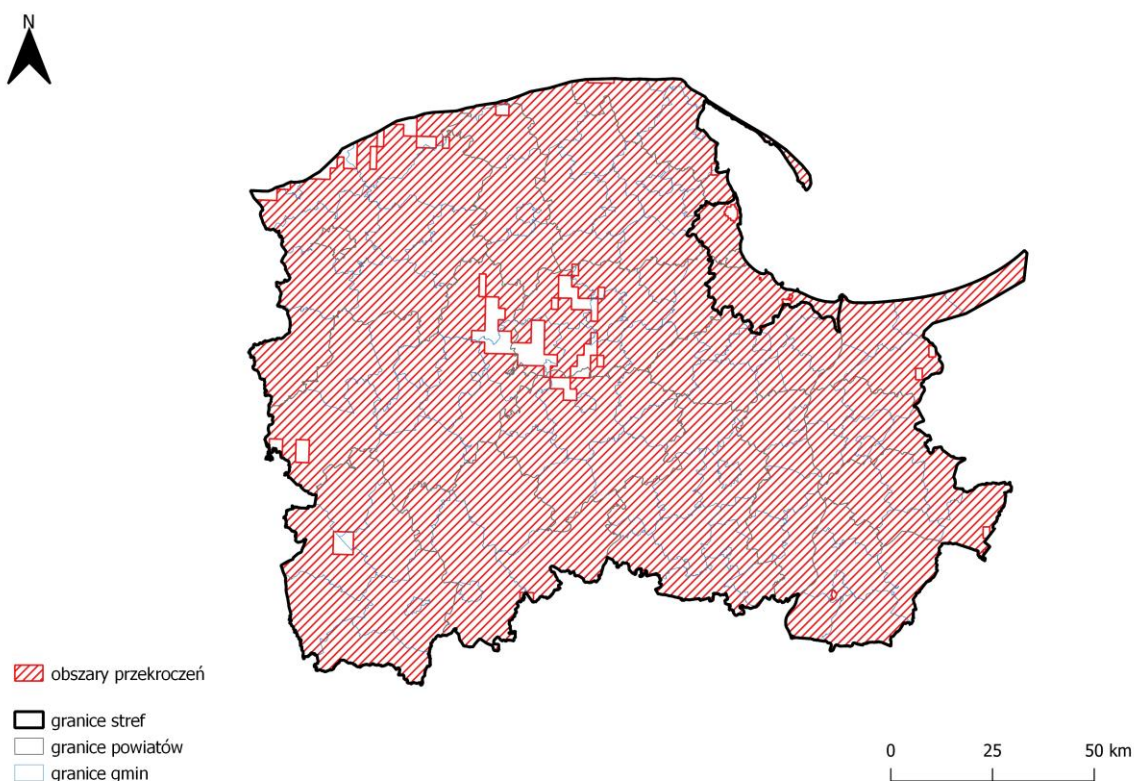 N
obszary przekroczeń
granice stref
granice powiatów
granice gmin
0 25 50 km